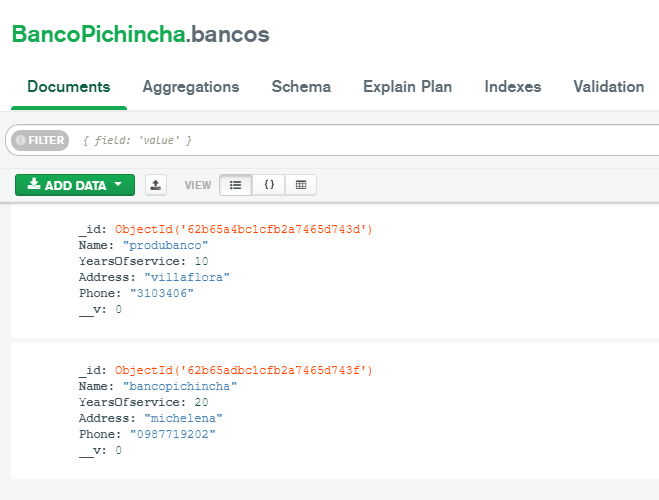 BancoPichincha.bancos
Documents Aggregations Schema Explain Plan Indexes Validation
FILTER { field: 'value' }
ADD DATA VIEW {}
_id: ObjectId('62b65a4bc1cfb2a7465d743d')
Name: "produbanco"
YearsOfservice: 10
Address: "villaflora"
Phone: "3103406"
__v: 0
_id: ObjectId('62b65adbc1cfb2a7465d743f')
Name: "bancopichincha"
YearsOfservice: 20
Address: "michelena"
Phone: "0987719202"
__v: 0